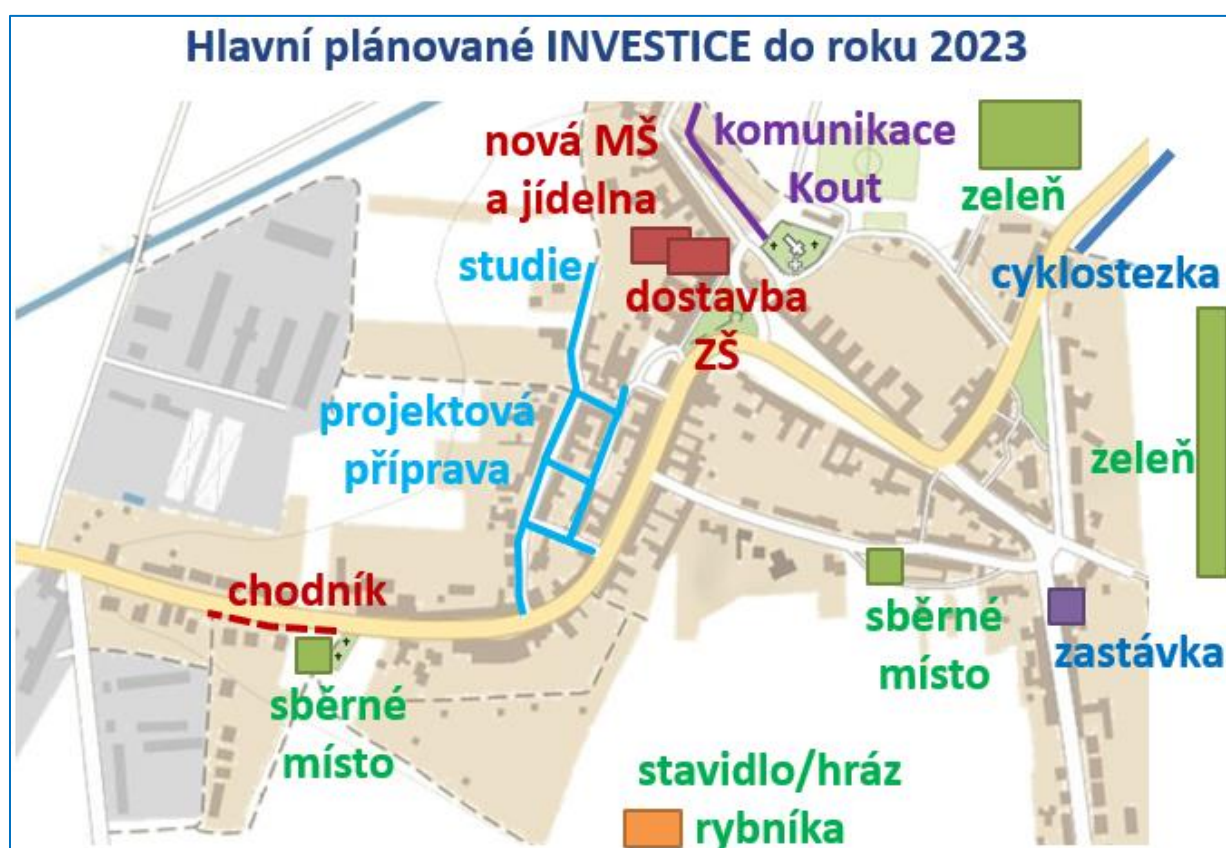 Hlavní plánované INVESTICE do roku 2023
nová MŠ
a jídelna
komunikace
Kout
zeleň
studie
cyklostezka
dostavba
ZŠ
projektová
příprava
zeleň
chodník
sběrné
místo
zastávka
sběrné
místo
stavidlo/hráz
rybníka